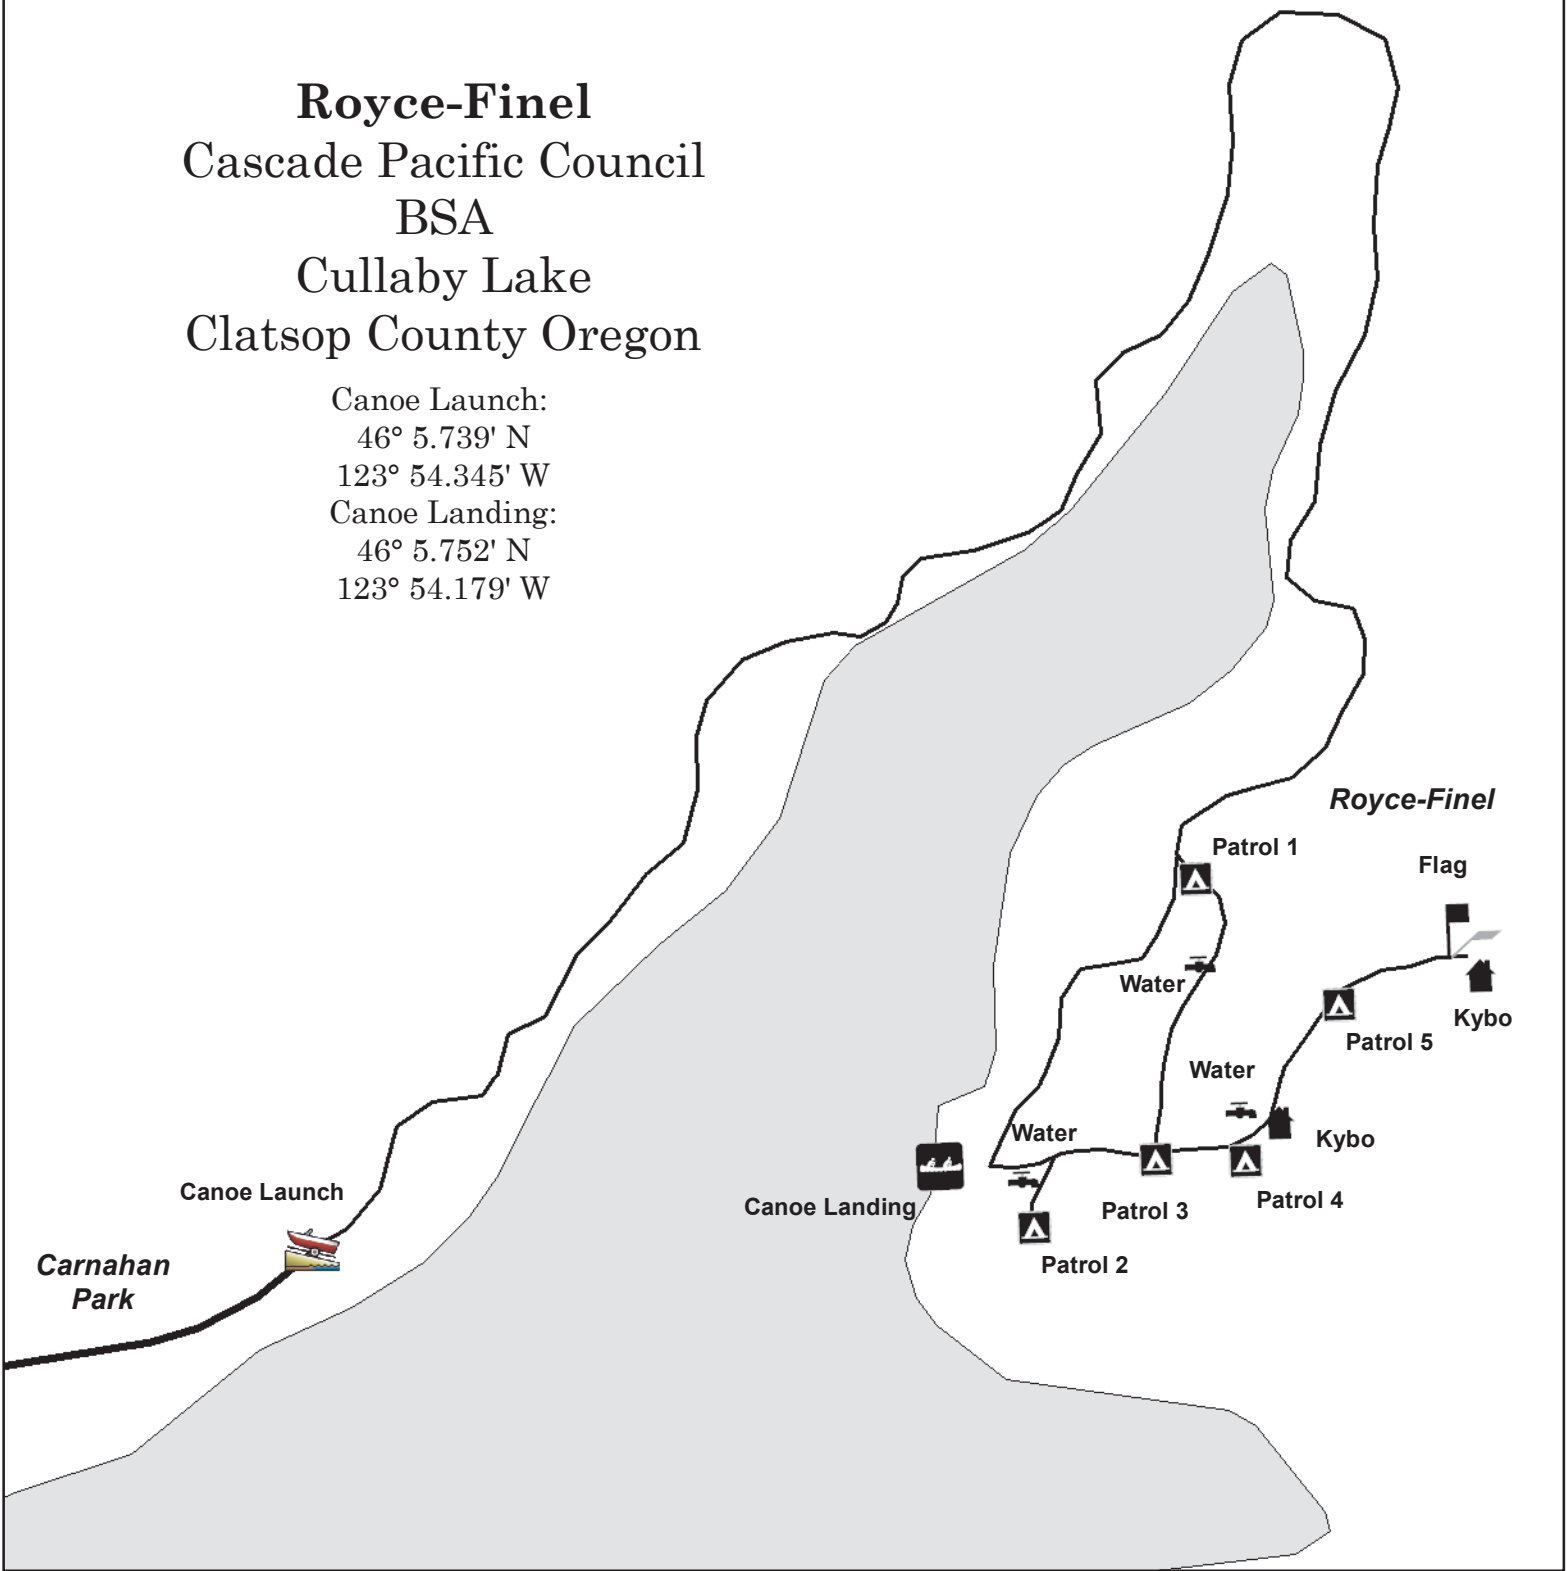 Royce-Finel
Cascade Pacific Council
BSA
Cullaby Lake
Clatsop County Oregon
Canoe Launch:
46° 5.739' N
123° 54.345' W
Canoe Landing:
46° 5.752' N
123° 54.179' W
Royce-Finel
Patrol 1
Flag
Water
Kybo
Patrol 5
Water
Water
Kybo
Canoe Launch
Canoe Landing
Patrol 3
Patrol 4
Carnahan
Park
Patrol 2